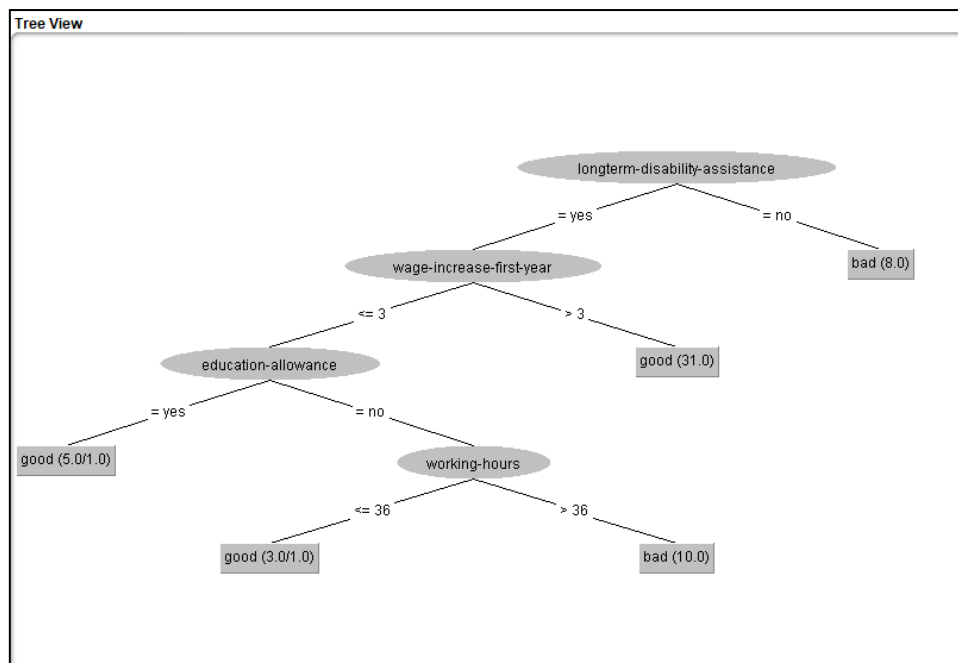 Tree View
longterm-disability-assistance
= yes
= no
wage-increase-first-year
bad (8.0)
<= 3
> 3
education-allowance
good (31.0)
= yes
= no
good (5.0/1.0)
working-hours
<= 36
> 36
good (3.0/1.0)
bad (10.0)